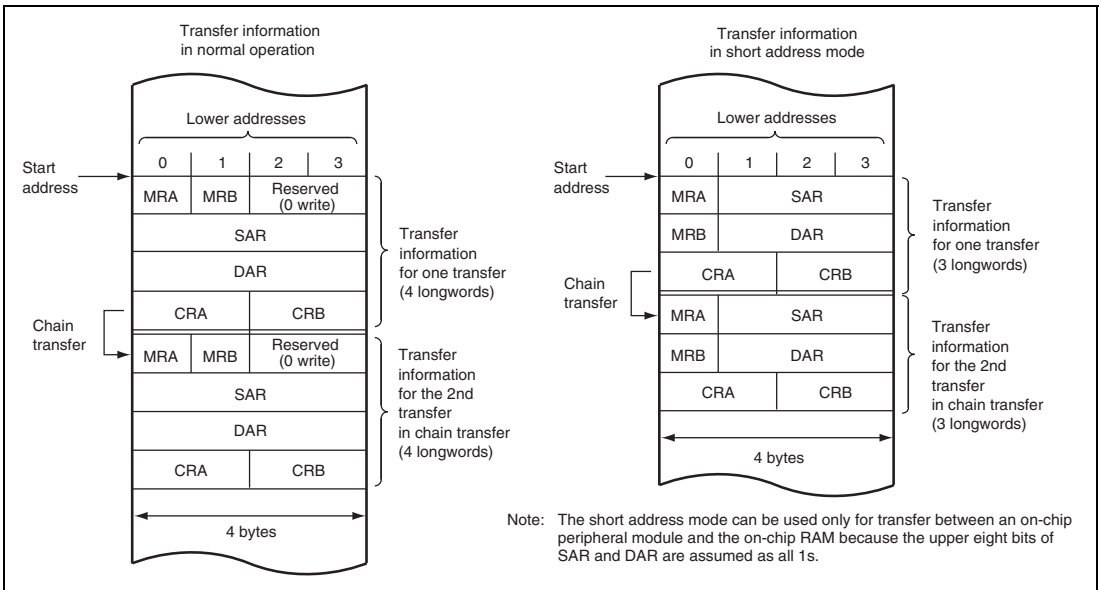 Transfer information
in normal operation
Lower addresses
0 1 2 3
Start
address
MRA MRB Reserved
(0 write)
SAR
DAR
CRA CRB
Transfer
information
for one transfer
(4 longwords)
Chain
transfer
MRA MRB Reserved
(0 write)
SAR
DAR
CRA CRB
Transfer
information
for the 2nd
transfer
in chain transfer
(4 longwords)
4 bytes
Transfer information
in short address mode
Lower addresses
0 1 2 3
Start
address
MRA SAR
MRB DAR
CRA CRB
Transfer
information
for one transfer
(3 longwords)
Chain
transfer
MRA SAR
MRB DAR
CRA CRB
Transfer
information
for the 2nd
transfer
in chain transfer
(3 longwords)
4 bytes
Note: The short address mode can be used only for transfer between an on-chip
peripheral module and the on-chip RAM because the upper eight bits of
SAR and DAR are assumed as all 1s.